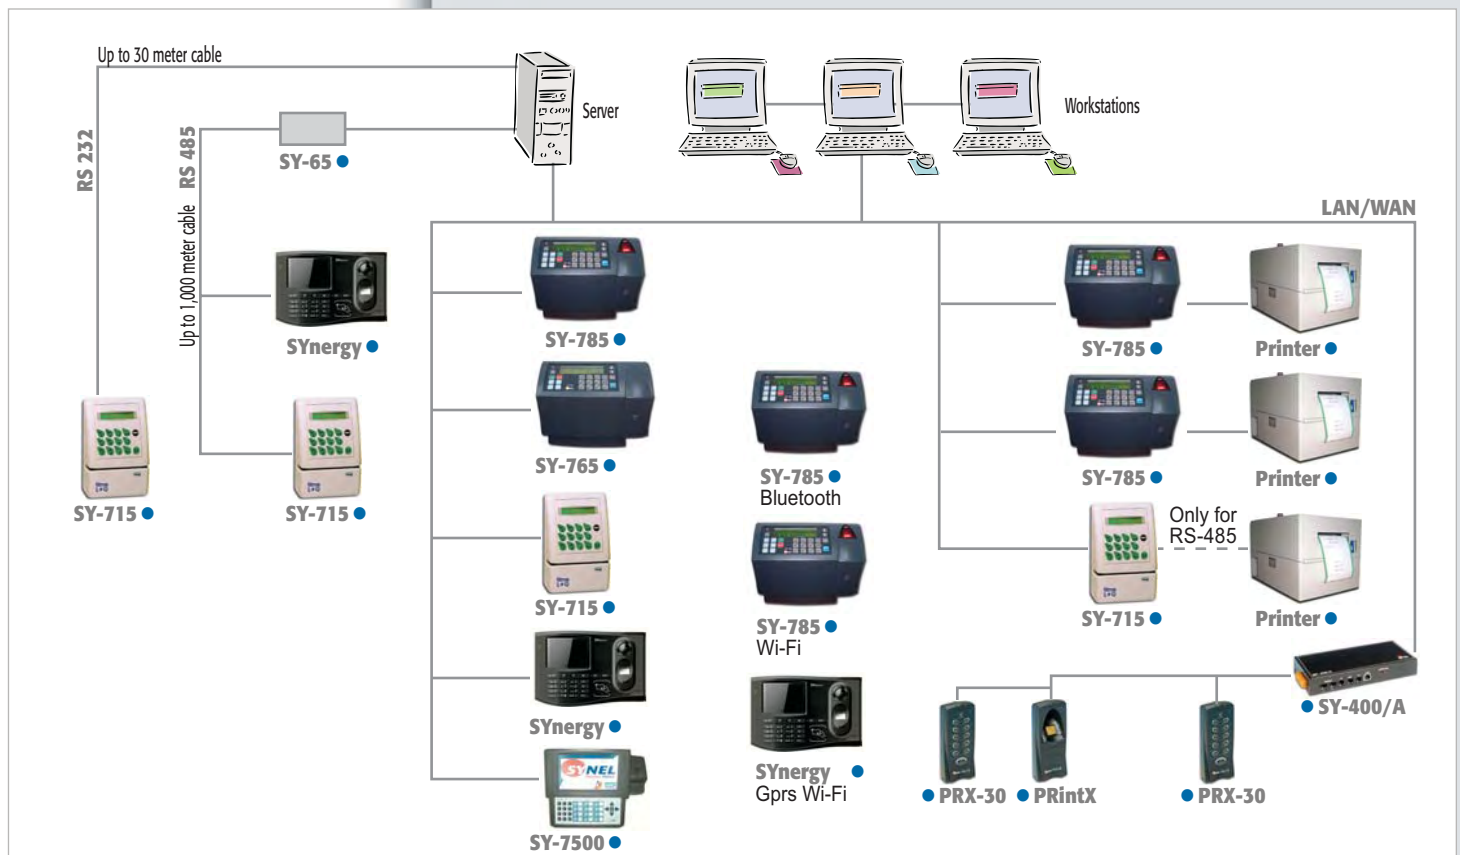 Up to 30 meter cable
Server
Workstations
RS 232
RS 485
SY-65
Up to 1,000 meter cable
LAN/WAN
SYnergy
SY-785
SY-785
Printer
SY-765
SY-785
Bluetooth
SY-785
Printer
SY-715
SY-715
SY-715
SY-785
Wi-Fi
Only for
RS-485
SY-715
Printer
SYnergy
SYnergy
Gprs Wi-Fi
SY-400/A
PRX-30
PRintX
PRX-30
SYNEL
SY-7500